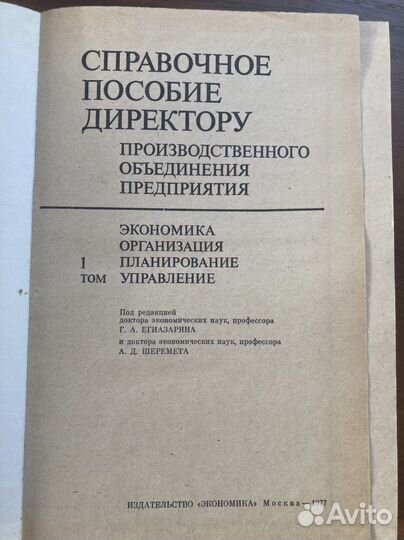 СПРАВОЧНОЕ
ПОСОБИЕ
ДИРЕКТОРУ
ПРОИЗВОДСТВЕННОГО
ОБЪЕДИНЕНИЯ
ПРЕДПРИЯТИЯ
ЭКОНОМИКА
ОРГАНИЗАЦИЯ
1 ПЛАНИРОВАНИЕ
ТОМ УПРАВЛЕНИЕ
Под редакцией
доктора экономических наук, профессора
Г. А. ЕГИАЗАРЯНА
и доктора экономических наук, профессора
А. Д. ШЕРЕМЕТА
ИЗДАТЕЛЬСТВО «ЭКОНОМИКА» Москва — 1977
Avito